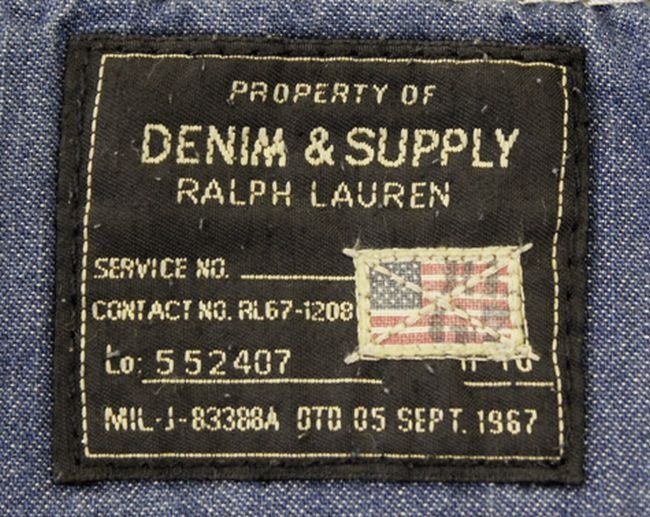 PROPERTY OF
DENIM & SUPPLY
RALPH LAUREN
SERVICE NO.
CONTACT NO. RL67-1208
Lo: 552407
MIL-J-83388A DTD 05 SEPT. 1967